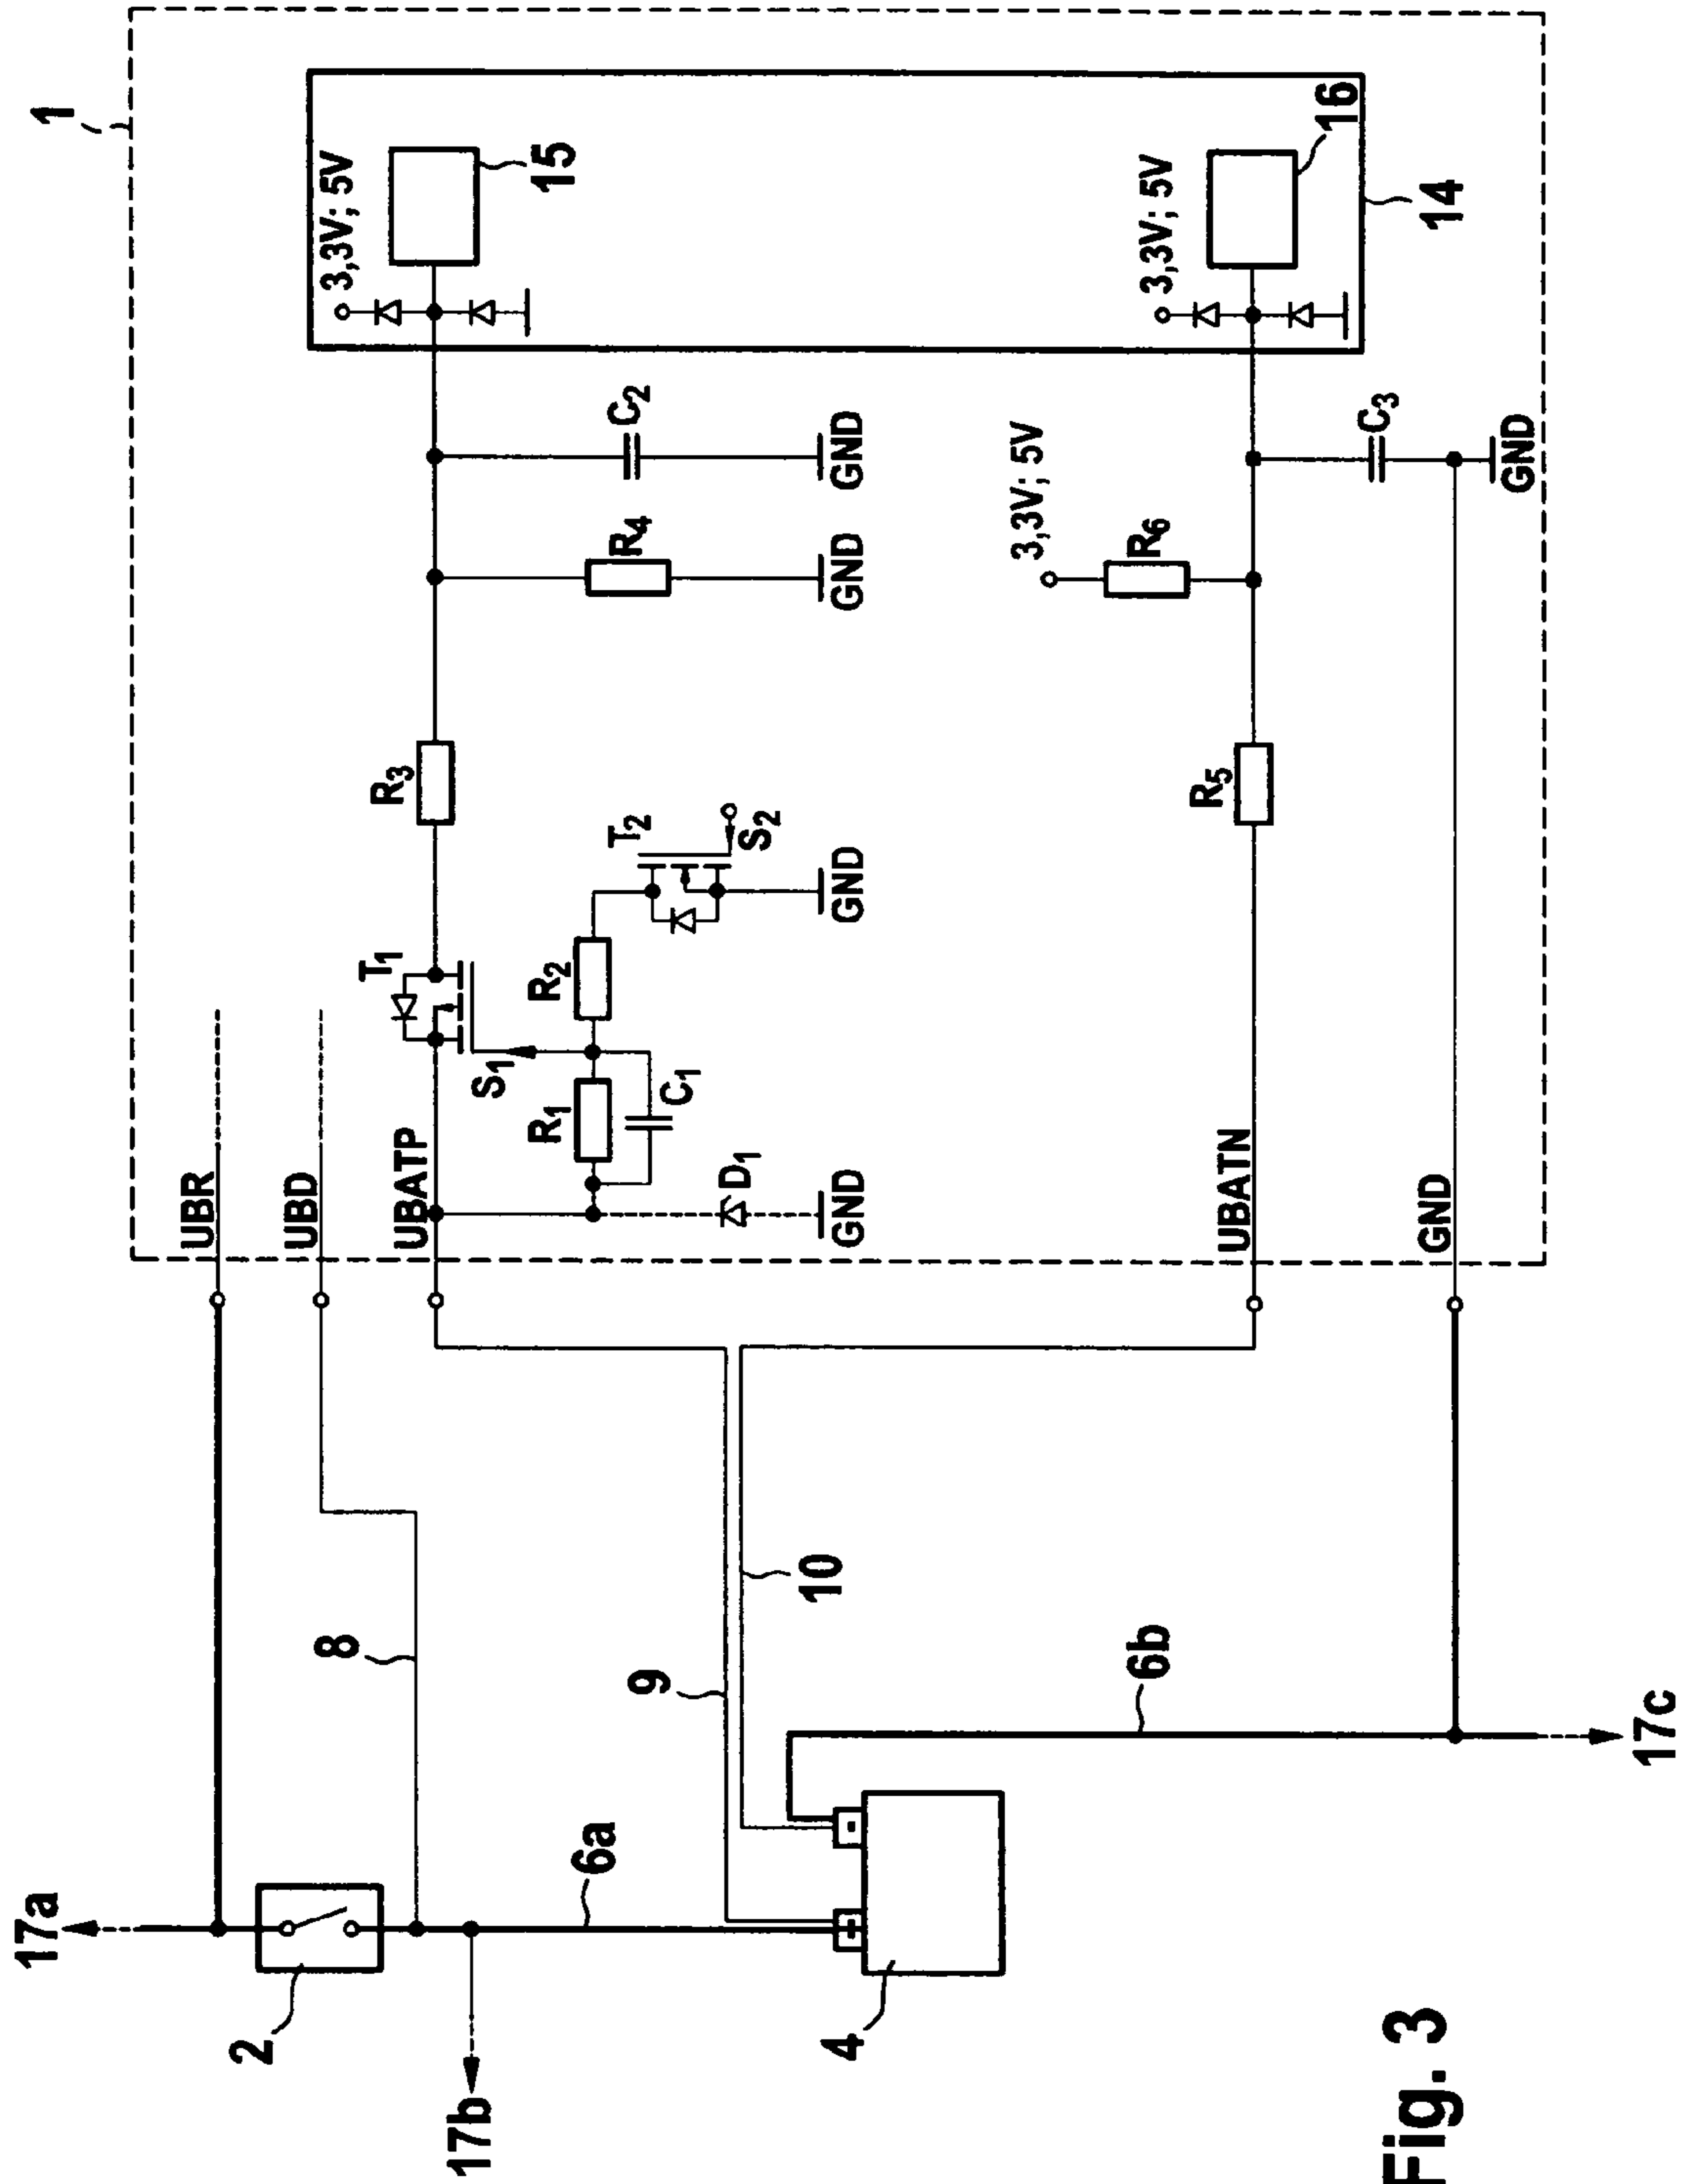 1
3,3V; 5V
15
3,3V; 5V
16
14
C2
GND
R4
GND
3,3V; 5V
R6
C3
GND
R3
T1
S1
R1
C1
R2
T2
S2
GND
D1
GND
R5
UBR
UBD
UBATP
UBATN
GND
8
9
10
6a
6b
17a
2
17b
4
17c
Fig. 3